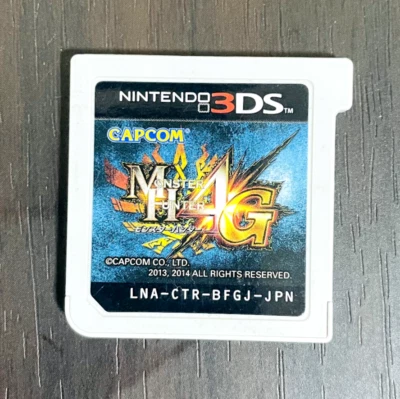 NINTENDO 3DS™
CAPCOM
MONSTER
HUNTER 4G
モンスターハンター
©CAPCOM CO., LTD.
2013, 2014 ALL RIGHTS RESERVED.
LNA-CTR-BFGJ-JPN